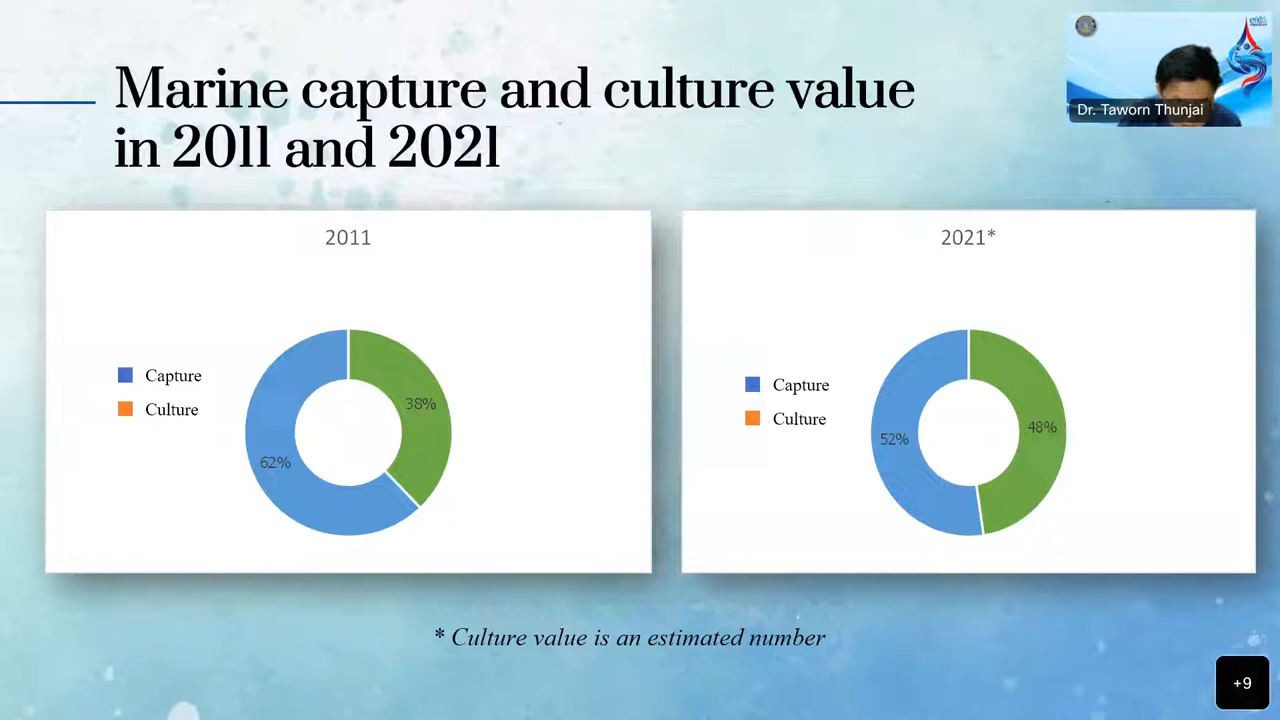 Marine capture and culture value
in 2011 and 2021
Dr. Taworn Thunjai
2011
Capture
Culture
38%
62%
2021*
Capture
Culture
52%
48%
* Culture value is an estimated number
+9